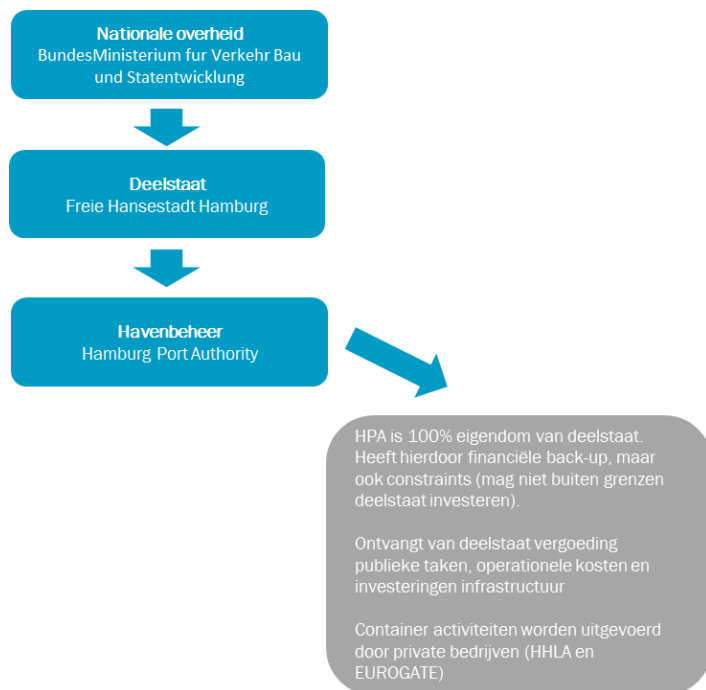 Nationale overheid
BundesMinisterium fur Verkehr Bau
und Statentwicklung
Deelstaat
Freie Hansestadt Hamburg
Havenbeheer
Hamburg Port Authority
HPA is 100% eigendom van deelstaat.
Heeft hierdoor financiële back-up, maar
ook constraints (mag niet buiten grenzen
deelstaat investeren).
Ontvangt van deelstaat vergoeding
publieke taken, operationele kosten en
investeringen infrastructuur
Container activiteiten worden uitgevoerd
door private bedrijven (HHLA en
EUROGATE)